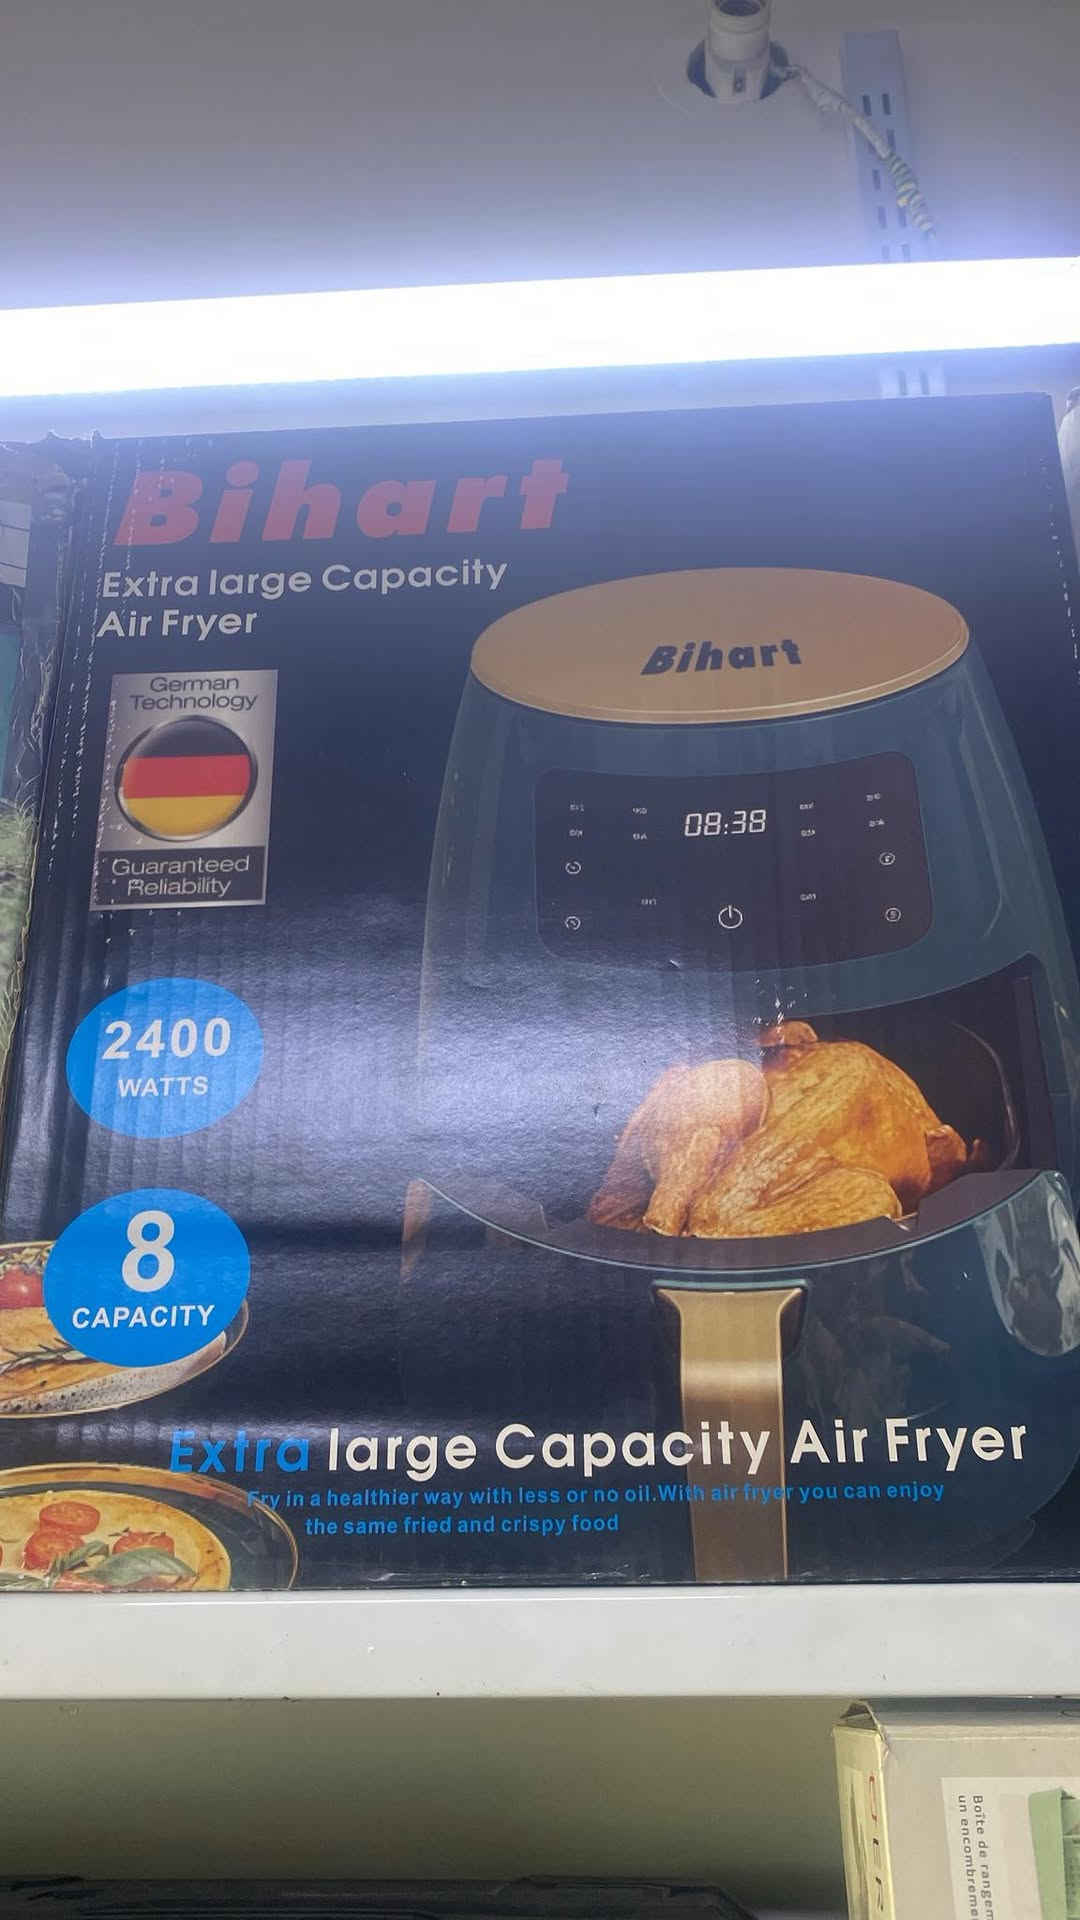 Bihart
Extra large Capacity
Air Fryer
German
Technology
Guaranteed
Reliability
Bihart
08:38
2400
WATTS
8
CAPACITY
Extra large Capacity Air Fryer
Fry in a healthier way with less or no oil.With air fryer you can enjoy
the same fried and crispy food
Boîte de
un